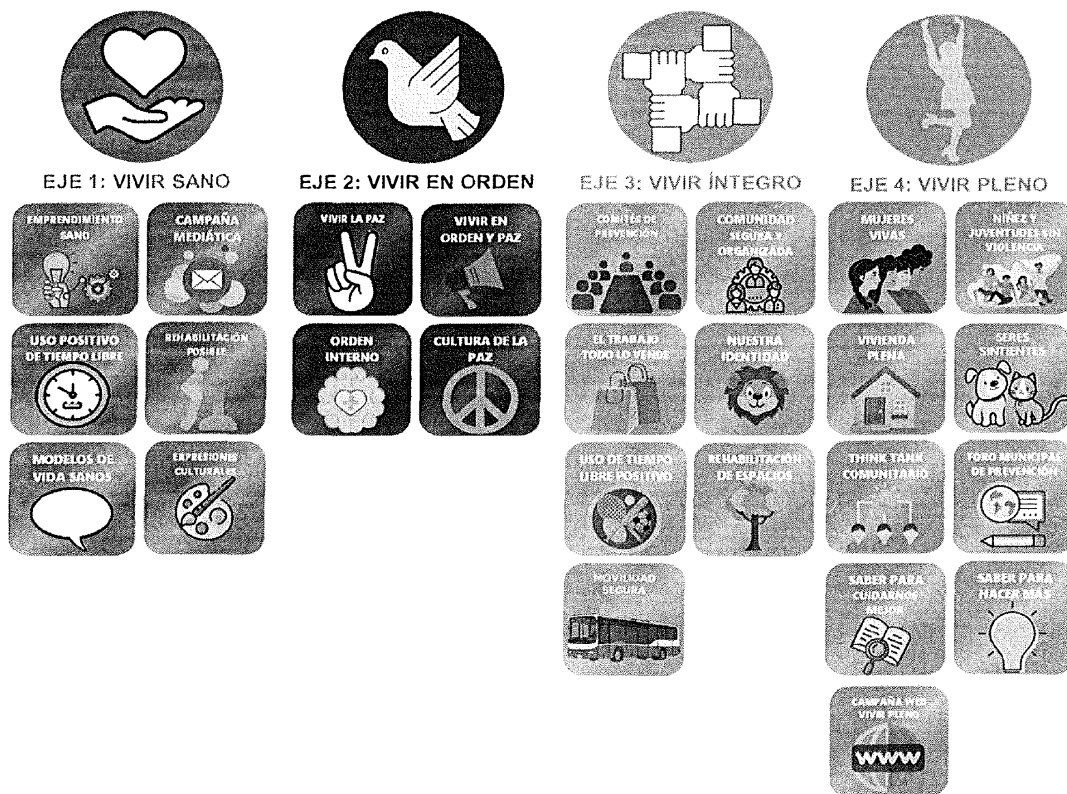 EJE 1: VIVIR SANO
EMPRENDIMIENTO
SANO
CAMPAÑA
MEDIÁTICA
USO POSITIVO
DE TIEMPO LIBRE
REHABILITACIÓN
POSIBLE
MODELOS DE
VIDA SANOS
EXPRESIONES
CULTURALES
EJE 2: VIVIR EN ORDEN
VIVIR LA PAZ
VIVIR EN
ORDEN Y PAZ
ORDEN
INTERNO
CULTURA DE LA
PAZ
EJE 3: VIVIR ÍNTEGRO
COMITÉS DE
PREVENCIÓN
COMUNIDAD
SEGURA Y
ORGANIZADA
EL TRABAJO
TODO LO VENDE
NUESTRA
IDENTIDAD
USO DE TIEMPO
LIBRE POSITIVO
REHABILITACIÓN
DE ESPACIOS
MOVILIDAD
SEGURA
EJE 4: VIVIR PLENO
MUJERES
VIVAS
NIÑEZ Y
JUVENTUDES SIN
VIOLENCIA
VIVIENDA
PLENA
SERES
SINTIENTES
THINK TANK
COMUNITARIO
FORO MUNICIPAL
DE PREVENCIÓN
SABER PARA
CUIDARNOS
MEJOR
SABER PARA
HACER MÁS
CAMPAÑA WEB
VIVIR PLENO
WWW